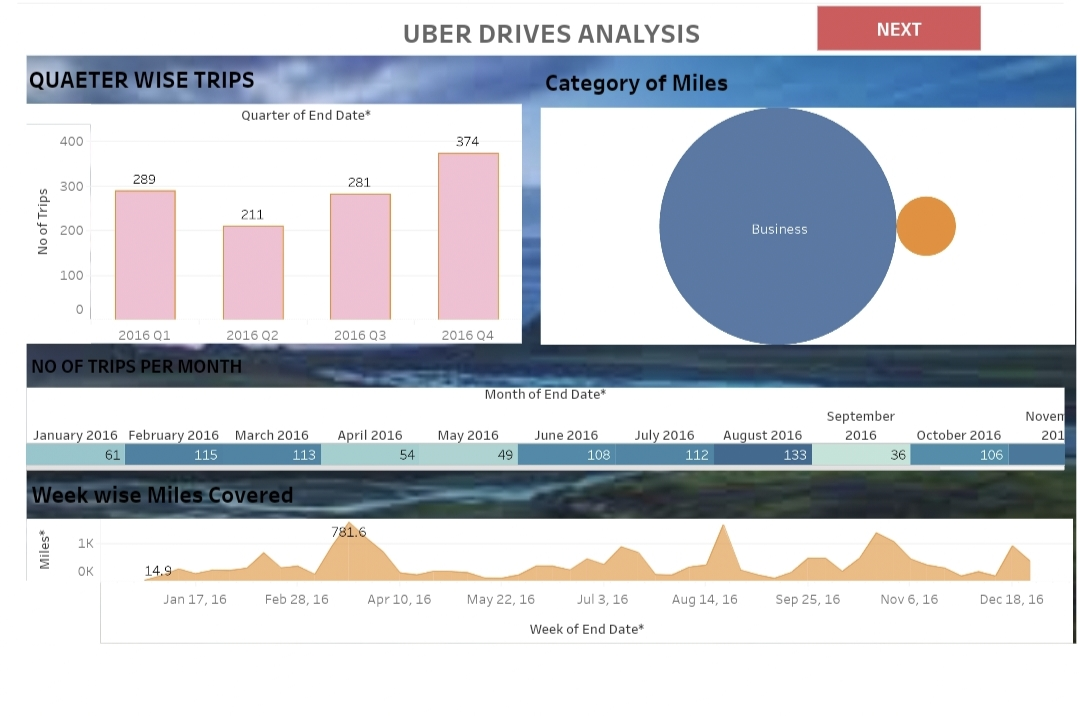 UBER DRIVES ANALYSIS
NEXT
QUAETER WISE TRIPS
Quarter of End Date*
No of Trips
400
300
200
100
0
289
211
281
374
2016 Q1 2016 Q2 2016 Q3 2016 Q4
Category of Miles
Business
NO OF TRIPS PER MONTH
Month of End Date*
January 2016 February 2016 March 2016 April 2016 May 2016 June 2016 July 2016 August 2016 September 2016 October 2016 Novem 201
61 115 113 54 49 108 112 133 36 106
Week wise Miles Covered
Miles*
1K
0K
14.9
781.6
Jan 17, 16 Feb 28, 16 Apr 10, 16 May 22, 16 Jul 3, 16 Aug 14, 16 Sep 25, 16 Nov 6, 16 Dec 18, 16
Week of End Date*